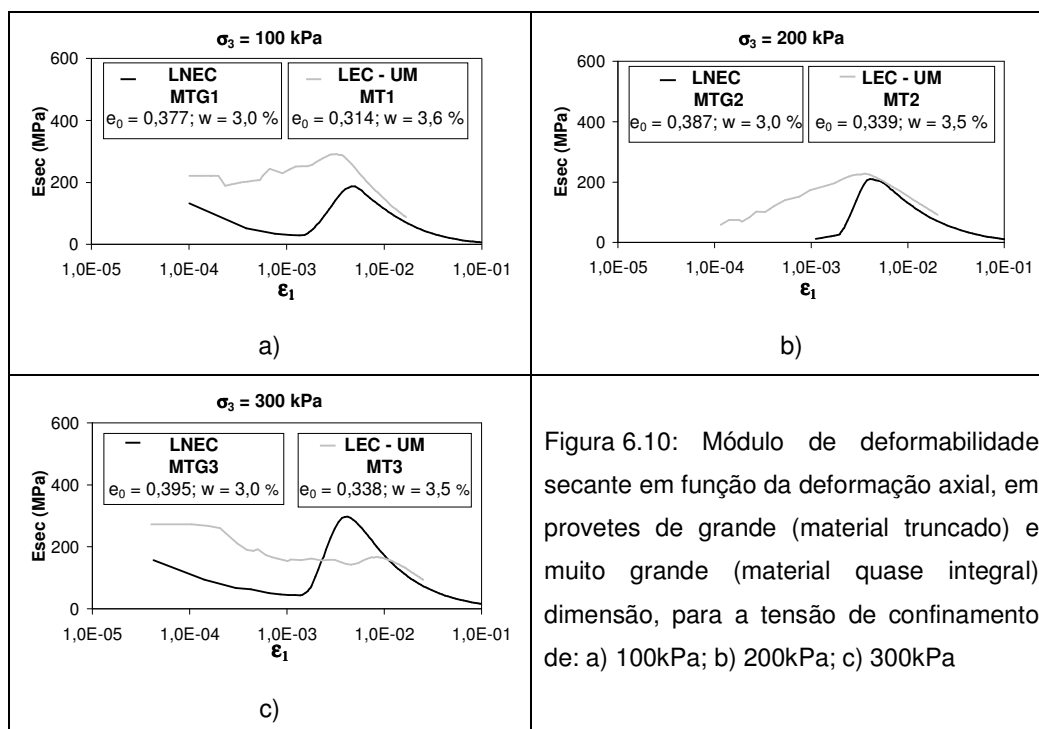 σ₃ = 100 kPa
600
400
200
0
Esec (MPa)
LNEC
MTG1
e₀ = 0,377; w = 3,0 %
LEC - UM
MT1
e₀ = 0,314; w = 3,6 %
1,0E-05 1,0E-04 1,0E-03 1,0E-02 1,0E-01
ε₁
a)
σ₃ = 200 kPa
600
400
200
0
Esec (MPa)
LNEC
MTG2
e₀ = 0,387; w = 3,0 %
LEC - UM
MT2
e₀ = 0,339; w = 3,5 %
1,0E-05 1,0E-04 1,0E-03 1,0E-02 1,0E-01
ε₁
b)
σ₃ = 300 kPa
600
400
200
0
Esec (MPa)
LNEC
MTG3
e₀ = 0,395; w = 3,0 %
LEC - UM
MT3
e₀ = 0,338; w = 3,5 %
1,0E-05 1,0E-04 1,0E-03 1,0E-02 1,0E-01
ε₁
c)
Figura 6.10: Módulo de deformabilidade
secante em função da deformação axial, em
provetes de grande (material truncado) e
muito grande (material quase integral)
dimensão, para a tensão de confinamento
de: a) 100kPa; b) 200kPa; c) 300kPa